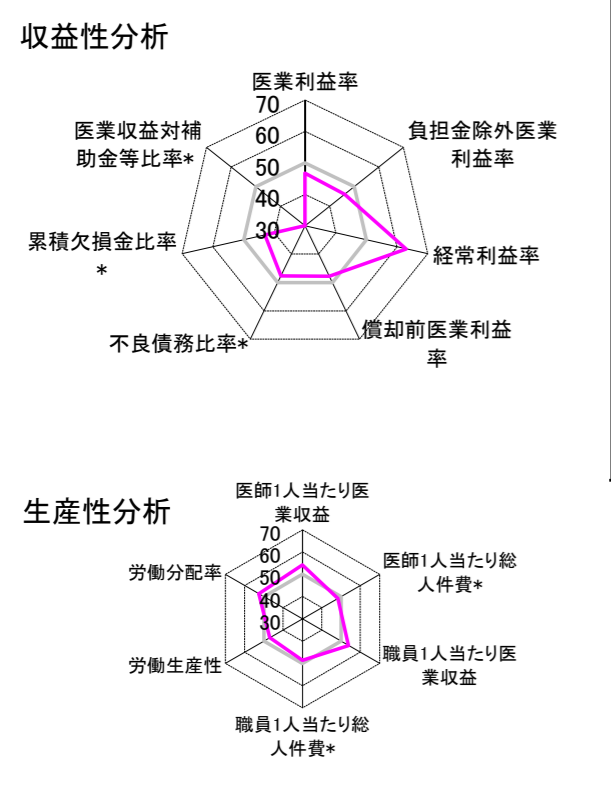 収益性分析
医業利益率
70
60
50
40
30
負担金除外医業
利益率
経常利益率
償却前医業利益
率
不良債務比率*
累積欠損金比率
*
医業収益対補
助金等比率*
生産性分析
医師1人当たり医
業収益
70
60
50
40
30
医師1人当たり総
人件費*
職員1人当たり医
業収益
職員1人当たり総
人件費*
労働生産性
労働分配率